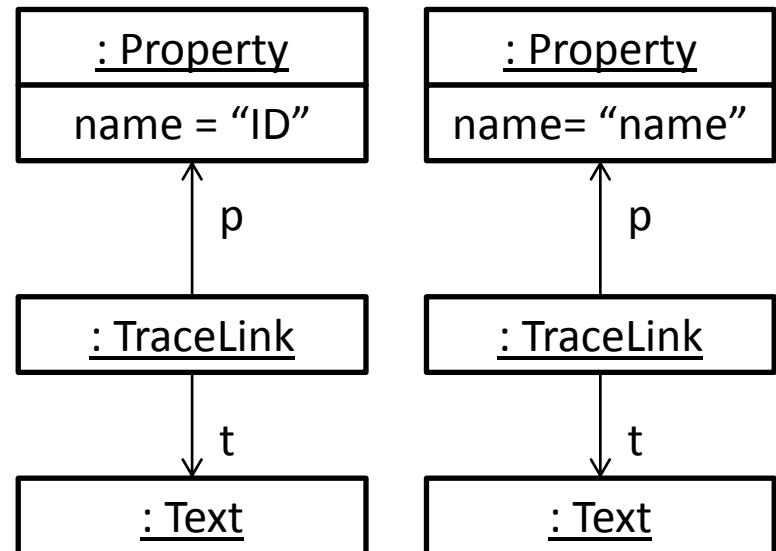 : Property
name = “ID”
p
: TraceLink
t
: Text
: Property
name= “name”
p
: TraceLink
t
: Text